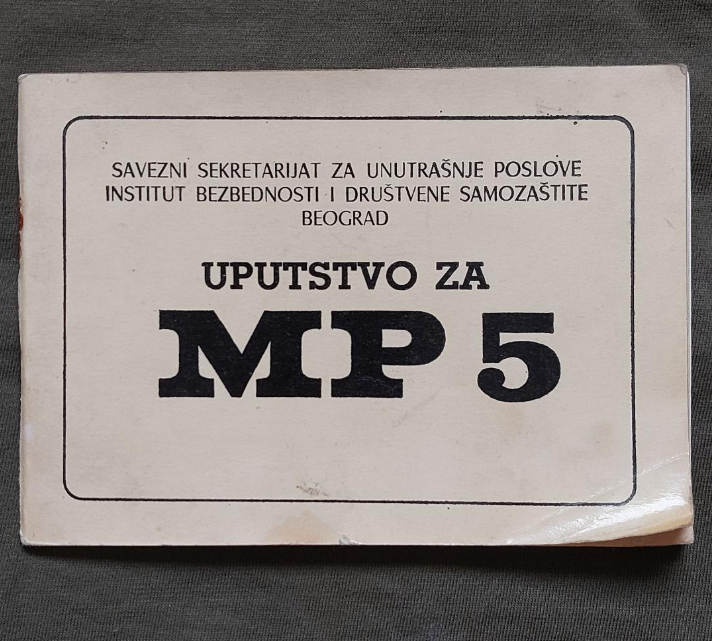 SAVEZNI SEKRETARIJAT ZA UNUTRAŠNJE POSLOVE
INSTITUT BEZBEDNOSTI I DRUŠTVENE SAMOZAŠTITE
BEOGRAD
UPUTSTVO ZA
MP 5